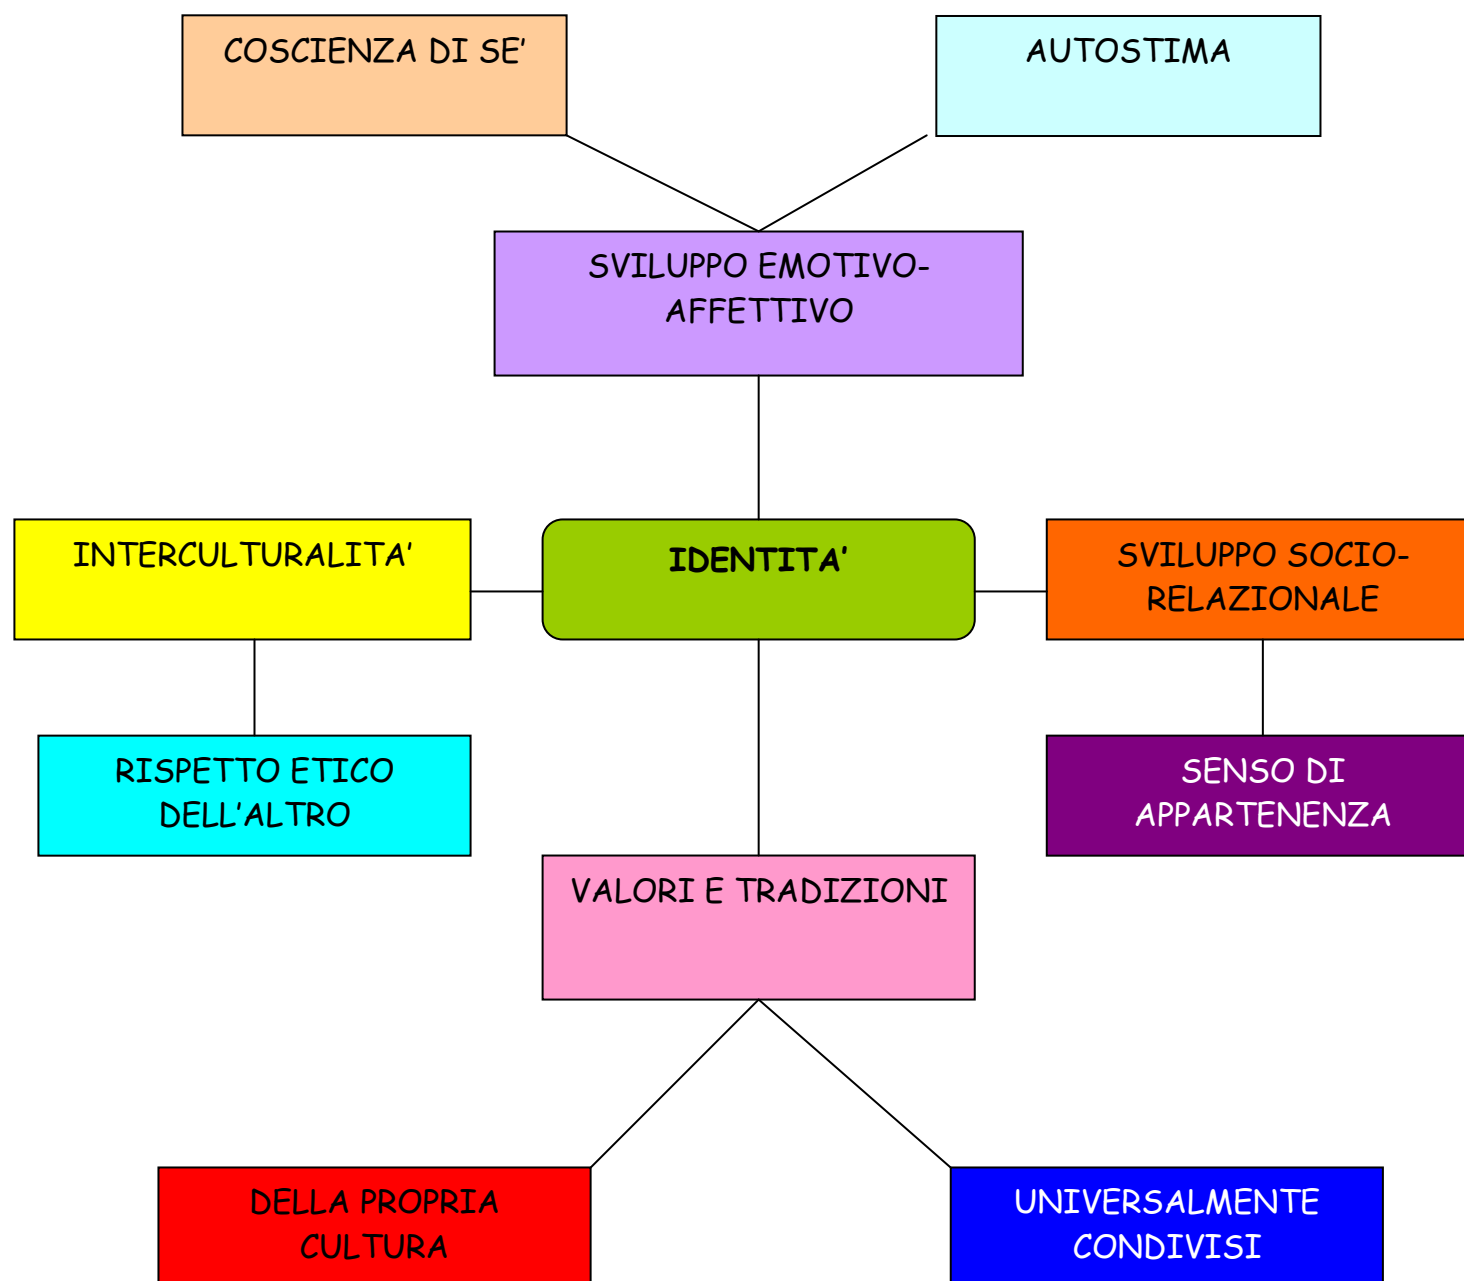 COSCIENZA DI SE’
AUTOSTIMA
SVILUPPO EMOTIVO-
AFFETTIVO
INTERCULTURALITA’
IDENTITA’
SVILUPPO SOCIO-
RELAZIONALE
RISPETTO ETICO
DELL’ALTRO
SENSO DI
APPARTENENZA
VALORI E TRADIZIONI
DELLA PROPRIA
CULTURA
UNIVERSALMENTE
CONDIVISI